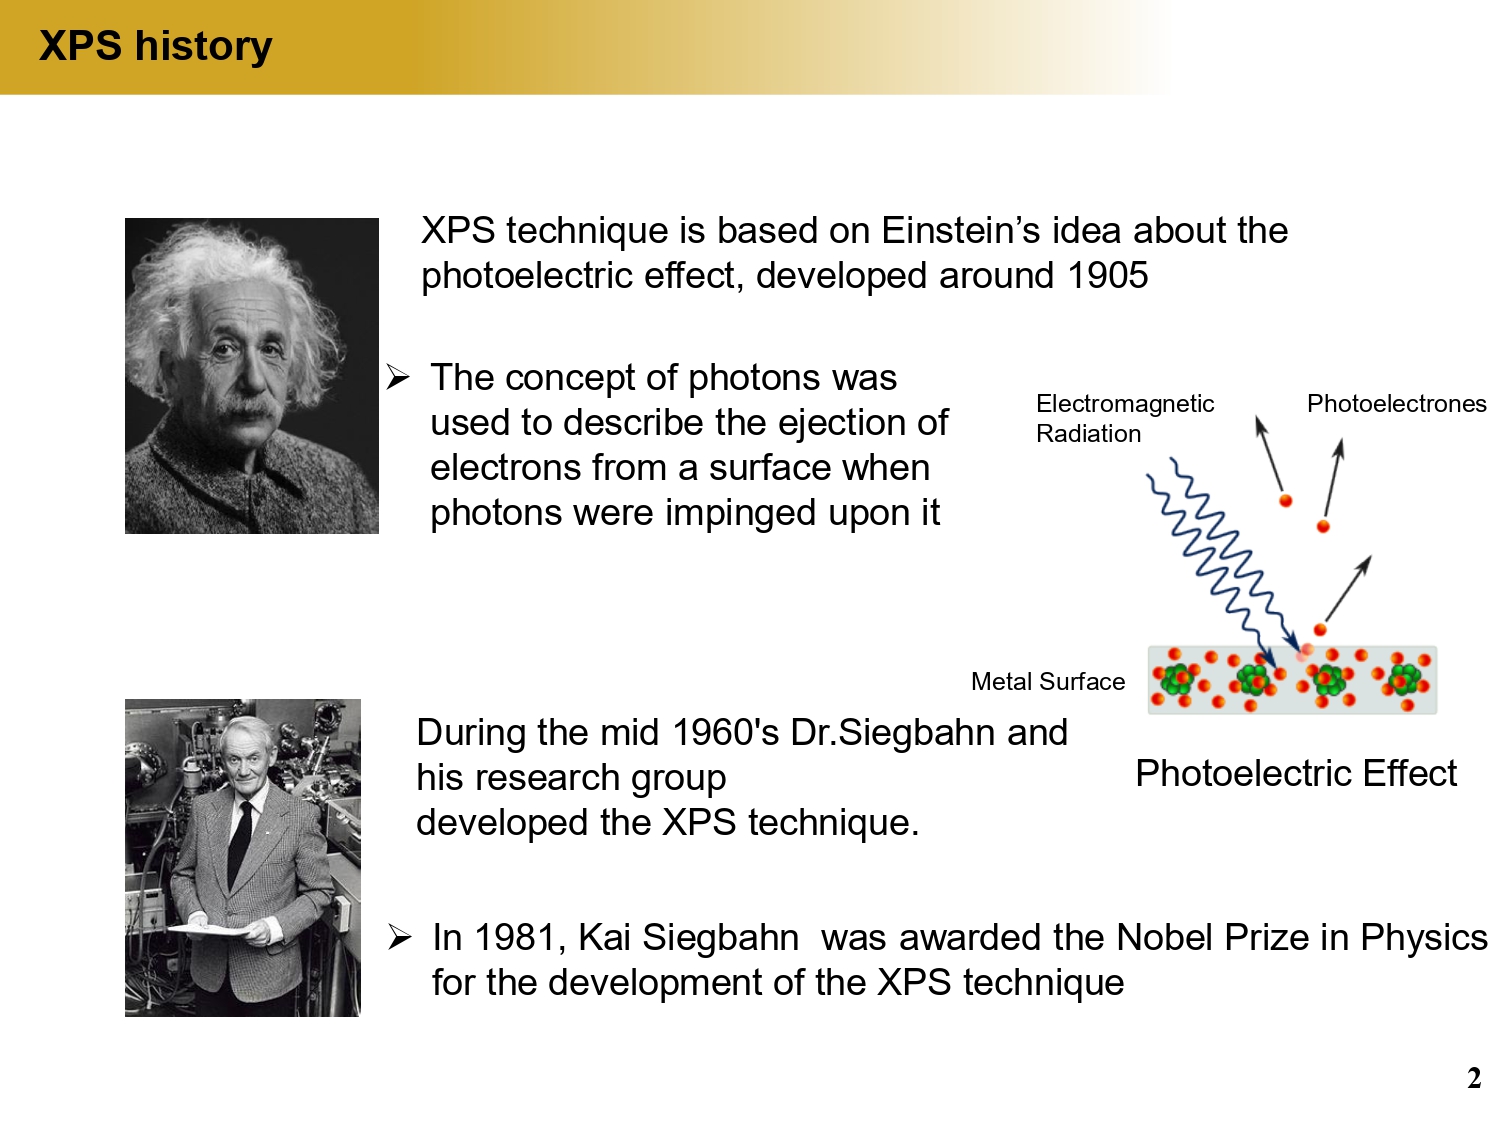 XPS history
XPS technique is based on Einstein’s idea about the
photoelectric effect, developed around 1905
➢ The concept of photons was
used to describe the ejection of
electrons from a surface when
photons were impinged upon it
Electromagnetic
Radiation
Photoelectrones
Metal Surface
Photoelectric Effect
During the mid 1960's Dr.Siegbahn and
his research group
developed the XPS technique.
➢ In 1981, Kai Siegbahn  was awarded the Nobel Prize in Physics
for the development of the XPS technique
2